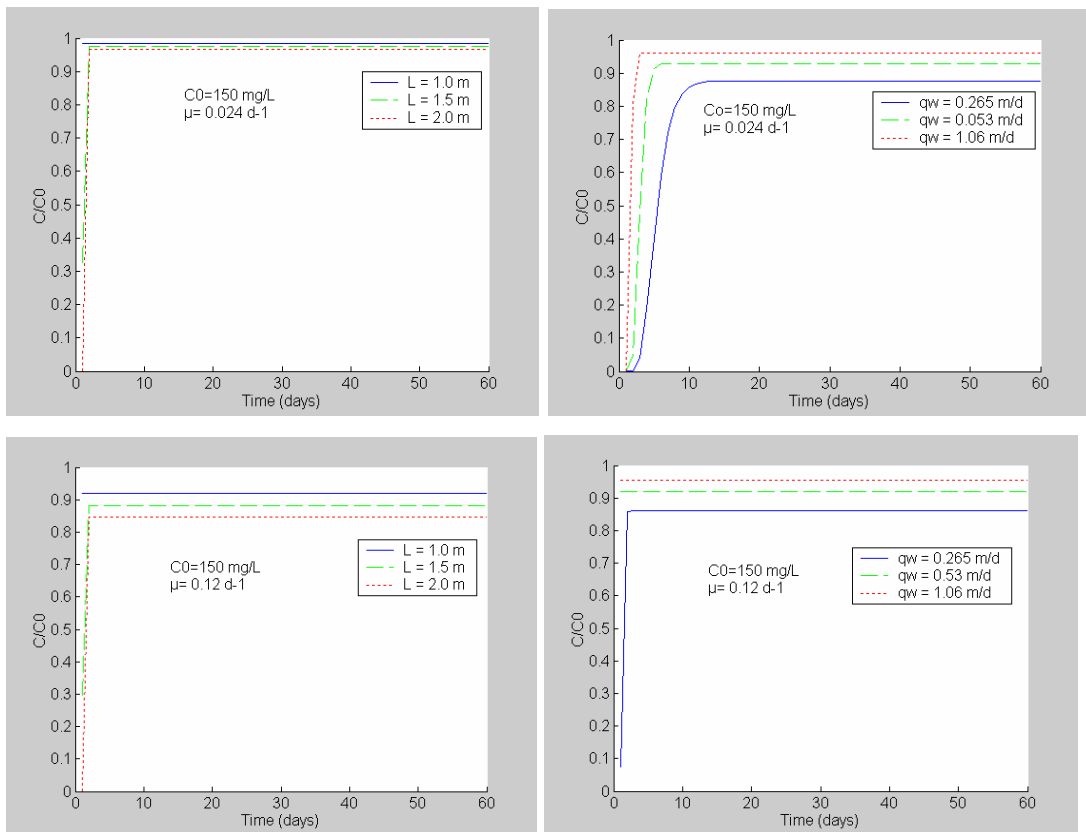 1
0.9
0.8
0.7
0.6
0.5
0.4
0.3
0.2
0.1
0
C/C0
C0=150 mg/L
μ= 0.024 d-1
L = 1.0 m
L = 1.5 m
L = 2.0 m
0 10 20 30 40 50 60
Time (days)
1
0.9
0.8
0.7
0.6
0.5
0.4
0.3
0.2
0.1
0
C/C0
Co=150 mg/L
μ= 0.024 d-1
qw = 0.265 m/d
qw = 0.053 m/d
qw = 1.06 m/d
0 10 20 30 40 50 60
Time (days)
1
0.9
0.8
0.7
0.6
0.5
0.4
0.3
0.2
0.1
0
C/C0
C0=150 mg/L
μ= 0.12 d-1
L = 1.0 m
L = 1.5 m
L = 2.0 m
0 10 20 30 40 50 60
Time (days)
1
0.9
0.8
0.7
0.6
0.5
0.4
0.3
0.2
0.1
0
C/C0
C0=150 mg/L
μ= 0.12 d-1
qw = 0.265 m/d
qw = 0.53 m/d
qw = 1.06 m/d
0 10 20 30 40 50 60
Time (days)